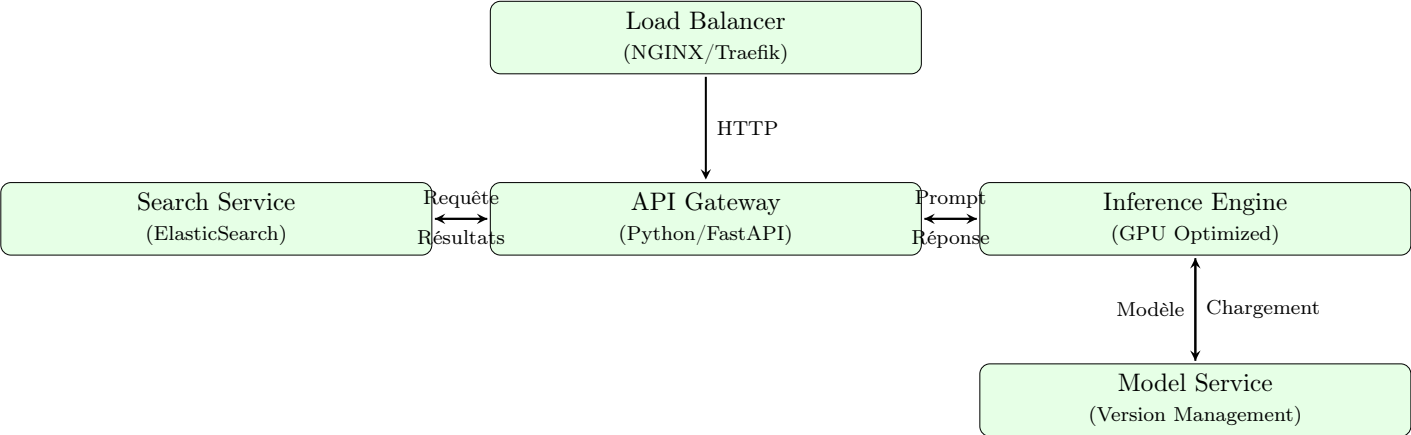 Load Balancer
(NGINX/Traefik)
HTTP
Search Service
(ElasticSearch)
Requête
Résultats
API Gateway
(Python/FastAPI)
Prompt
Réponse
Inference Engine
(GPU Optimized)
Modèle
Chargement
Model Service
(Version Management)